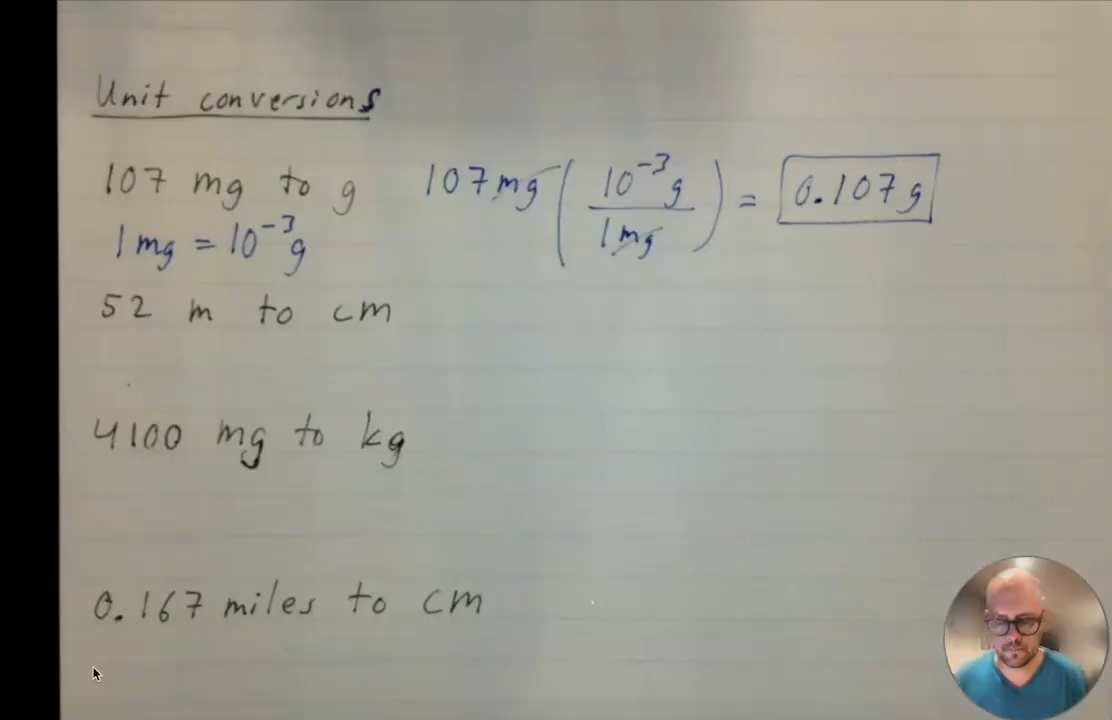 Unit conversions
107 mg to g 107 mg ( 10⁻³ g / 1 mg ) = 0.107 g
1 mg = 10⁻³ g
52 m to cm
4100 mg to kg
0.167 miles to cm